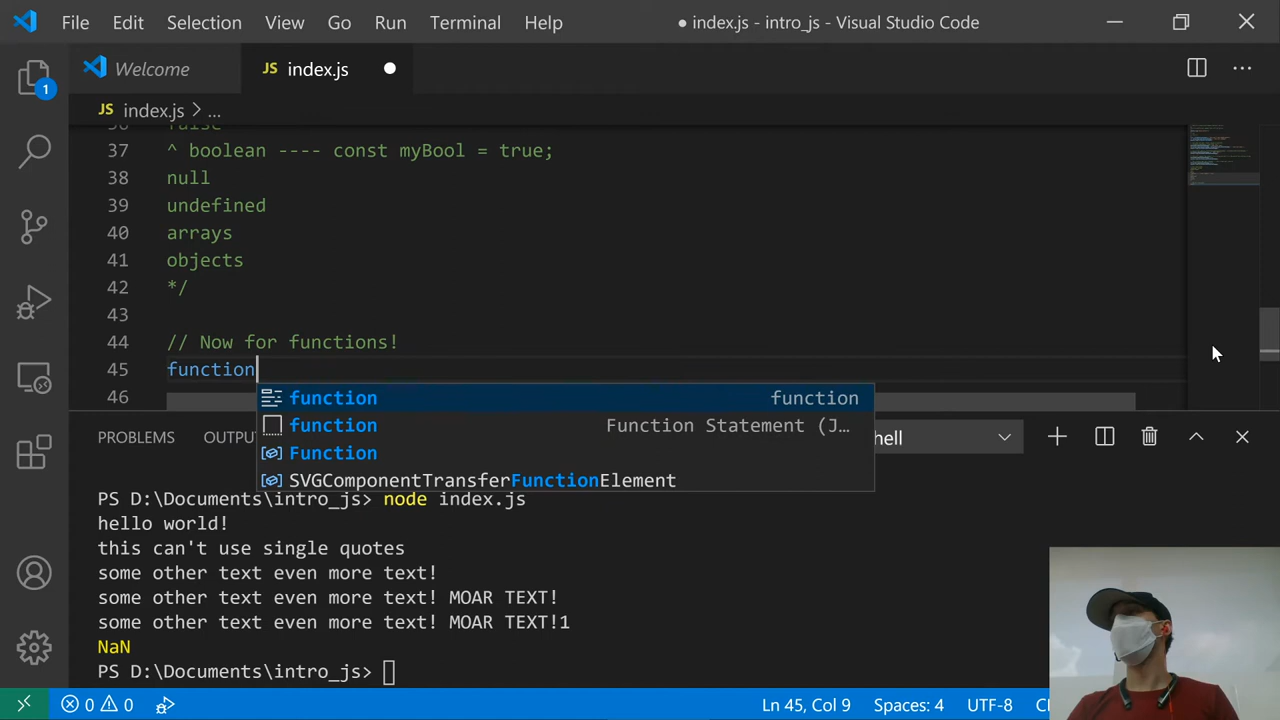 File Edit Selection View Go Run Terminal Help
● index.js - intro_js - Visual Studio Code
Welcome
JS index.js
1
JS index.js > ...
36 false
37 ^ boolean ---- const myBool = true;
38 null
39 undefined
40 arrays
41 objects
42 */
43
44 // Now for functions!
45 function
46
function function
function Function Statement (J...
Function
SVGComponentTransferFunctionElement
PROBLEMS OUTPU
hell
PS D:\Documents\intro_js> node index.js
hello world!
this can't use single quotes
some other text even more text!
some other text even more text! MOAR TEXT!
some other text even more text! MOAR TEXT!1
NaN
PS D:\Documents\intro_js>
0 0
Ln 45, Col 9 Spaces: 4 UTF-8 C